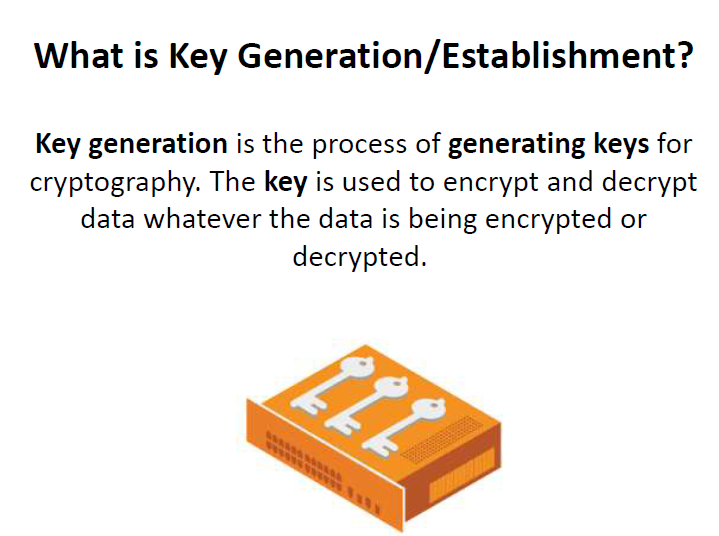 What is Key Generation/Establishment?
Key generation is the process of generating keys for
cryptography. The key is used to encrypt and decrypt
data whatever the data is being encrypted or
decrypted.